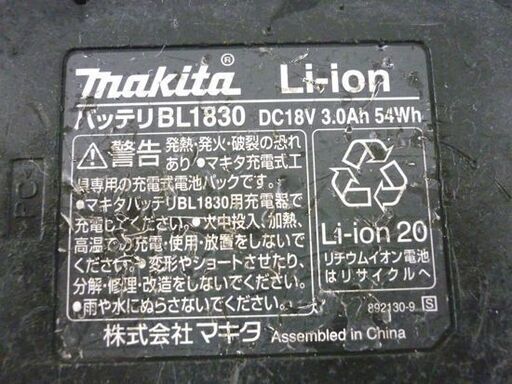 makita® Li-ion
バッテリBL1830 DC18V 3.0Ah 54Wh
警告 発熱・発火・破裂の恐れ
あり ●マキタ充電式工
具専用の充電式電池パックです。
●マキタバッテリBL1830用充電器で
充電してください。●火中投入、加熱、
高温での充電・使用・放置をしないで
ください。●変形やショートさせたり、
分解・修理・改造をしないでください。
●雨や水にぬらさないでください。
Li-ion 20
リチウムイオン電池
はリサイクルへ
892130-9 S
株式会社マキタ Assembled in China
PC